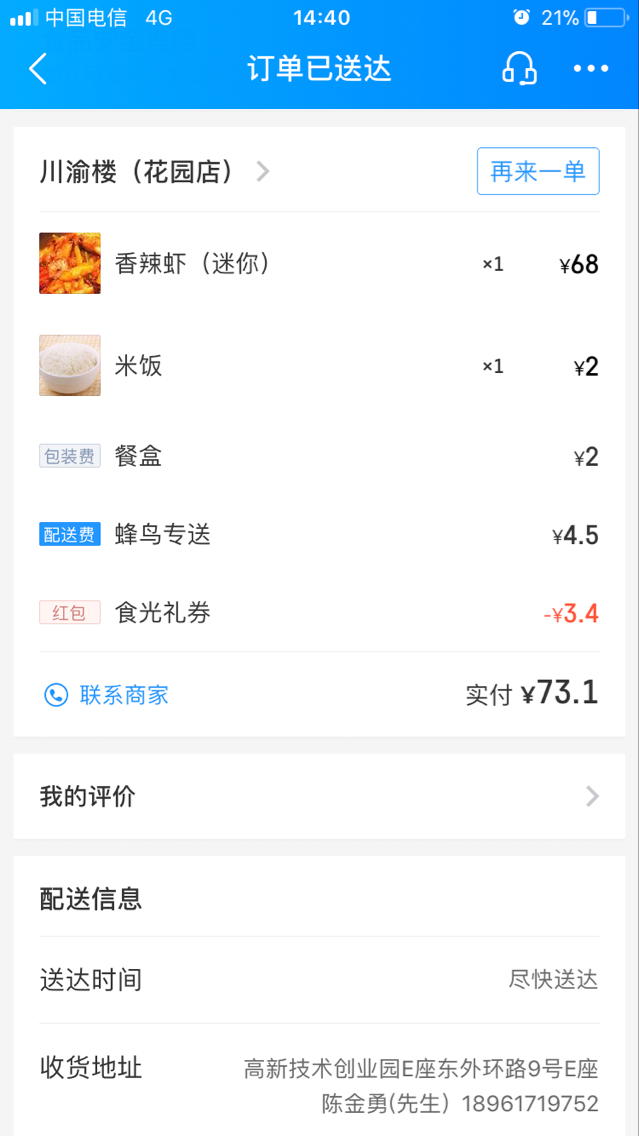 中国电信 4G 14:40 21%
订单已送达
川渝楼（花园店） 再来一单
香辣虾（迷你） ×1 ¥68
米饭 ×1 ¥2
包装费 餐盒 ¥2
配送费 蜂鸟专送 ¥4.5
红包 食光礼券 -¥3.4
联系商家 实付 ¥73.1
我的评价
配送信息
送达时间 尽快送达
收货地址 高新技术创业园E座东外环路9号E座
陈金勇(先生) 18961719752